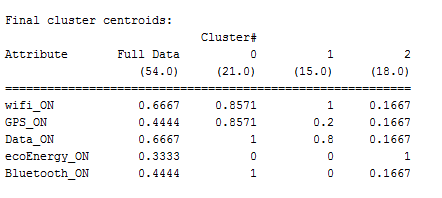 Final cluster centroids:
Cluster#
Attribute Full Data 0 1 2
(54.0) (21.0) (15.0) (18.0)
==============================================================
wifi_ON 0.6667 0.8571 1 0.1667
GPS_ON 0.4444 0.8571 0.2 0.1667
Data_ON 0.6667 1 0.8 0.1667
ecoEnergy_ON 0.3333 0 0 1
Bluetooth_ON 0.4444 1 0 0.1667